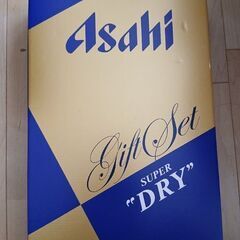 Asahi
Gift Set
SUPER
"DRY"